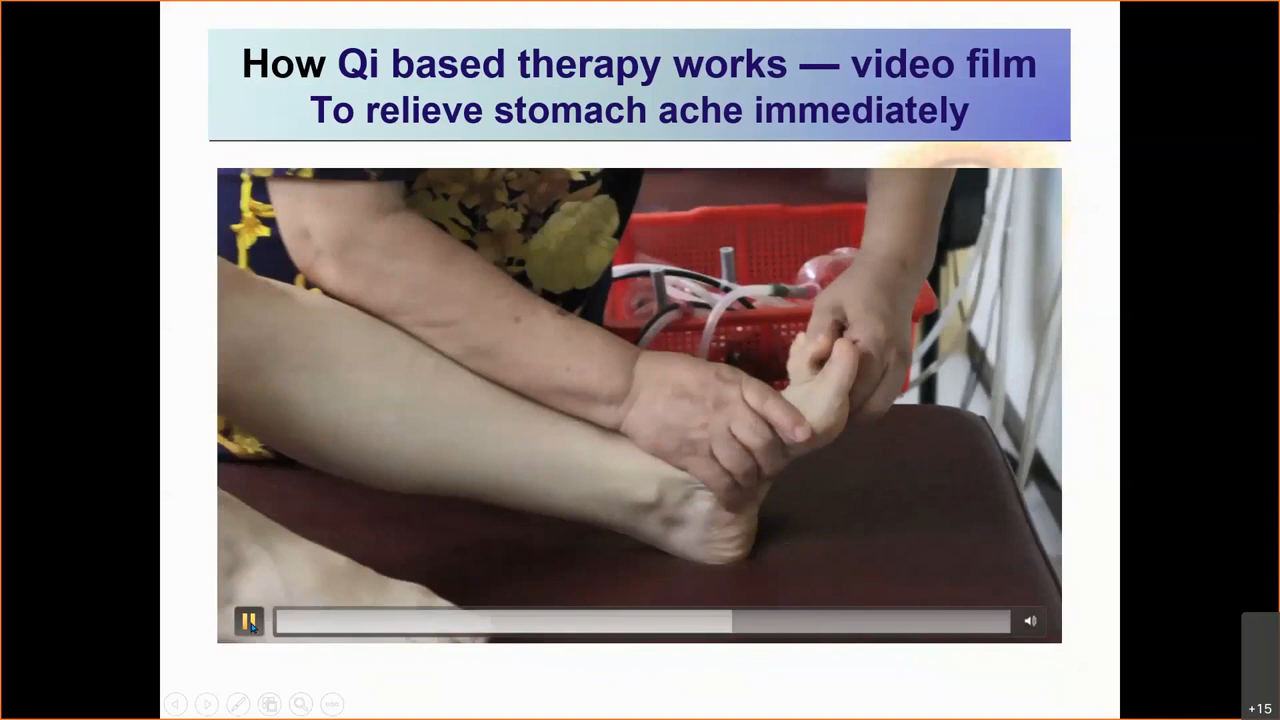 How Qi based therapy works — video film
To relieve stomach ache immediately
+15